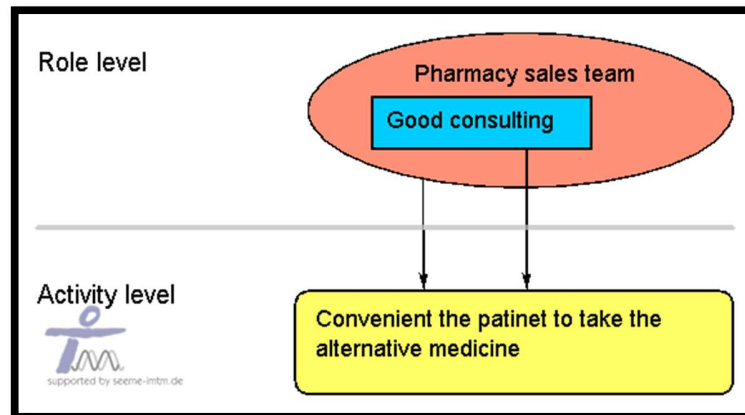 Role level
Pharmacy sales team
Good consulting
Activity level
Convenient the patinet to take the
alternative medicine
supported by seeme-imtm.de